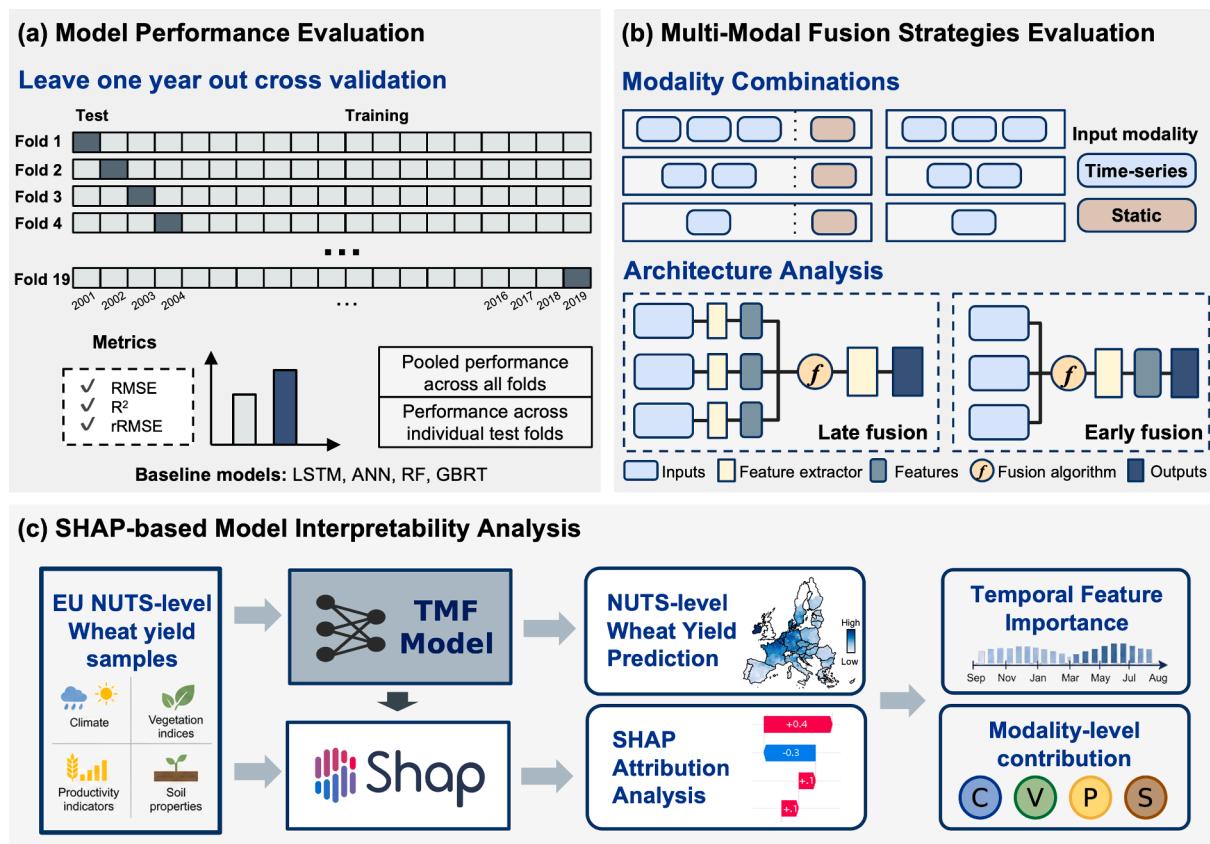 (a) Model Performance Evaluation
Leave one year out cross validation
Test
Training
Fold 1
Fold 2
Fold 3
Fold 4
...
Fold 19
2001
2002
2003
2004
...
2016
2017
2018
2019
Metrics
✓ RMSE
✓ R²
✓ rRMSE
Pooled performance
across all folds
Performance across
individual test folds
Baseline models: LSTM, ANN, RF, GBRT
(b) Multi-Modal Fusion Strategies Evaluation
Modality Combinations
Input modality
Time-series
Static
Architecture Analysis
f
Late fusion
f
Early fusion
Inputs
Feature extractor
Features
f Fusion algorithm
Outputs
(c) SHAP-based Model Interpretability Analysis
EU NUTS-level
Wheat yield
samples
Climate
Vegetation
indices
Productivity
indicators
Soil
properties
TMF
Model
Shap
NUTS-level
Wheat Yield
Prediction
High
Low
SHAP
Attribution
Analysis
+0.4
-0.3
+.1
+.1
Temporal Feature
Importance
Sep Nov Jan Mar May Jul Aug
Modality-level
contribution
C V P S